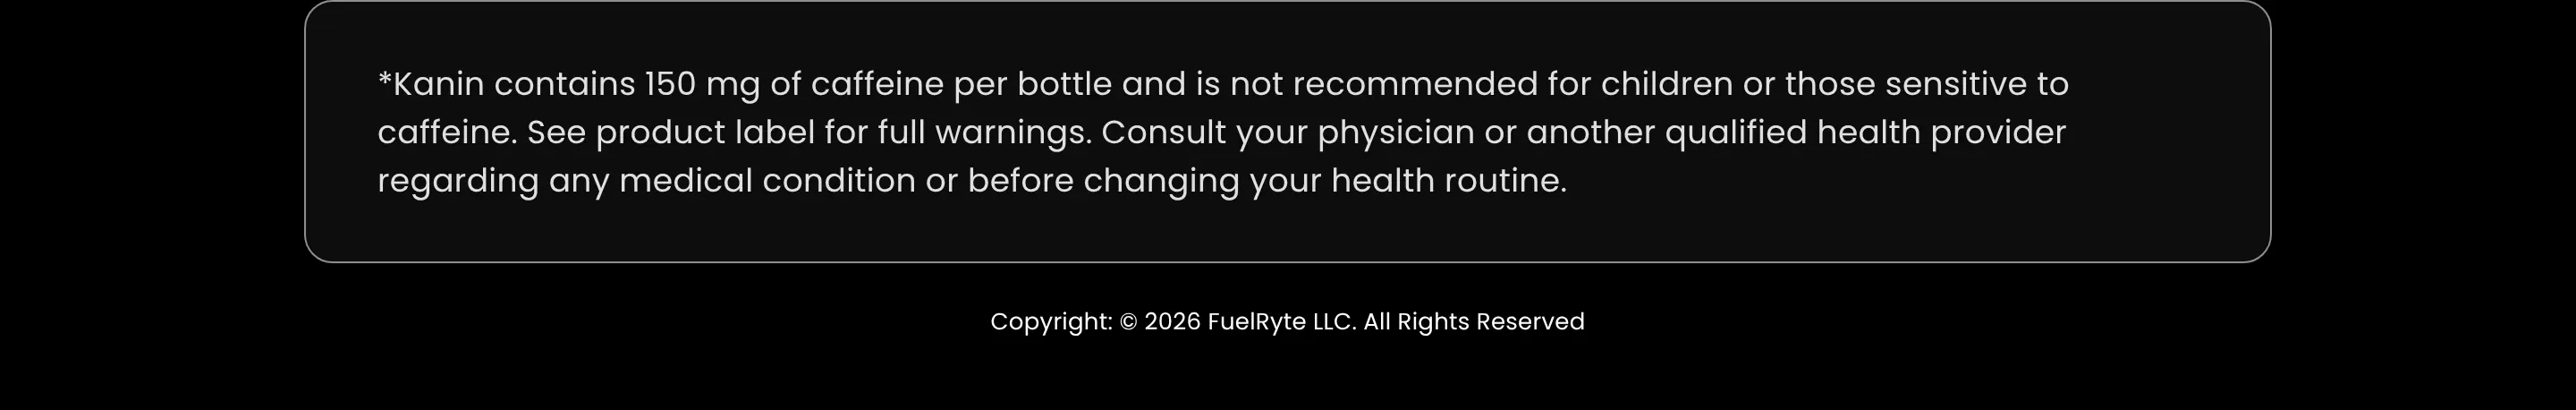 *Kanin contains 150 mg of caffeine per bottle and is not recommended for children or those sensitive to
caffeine. See product label for full warnings. Consult your physician or another qualified health provider
regarding any medical condition or before changing your health routine.
Copyright: © 2026 FuelRyte LLC. All Rights Reserved